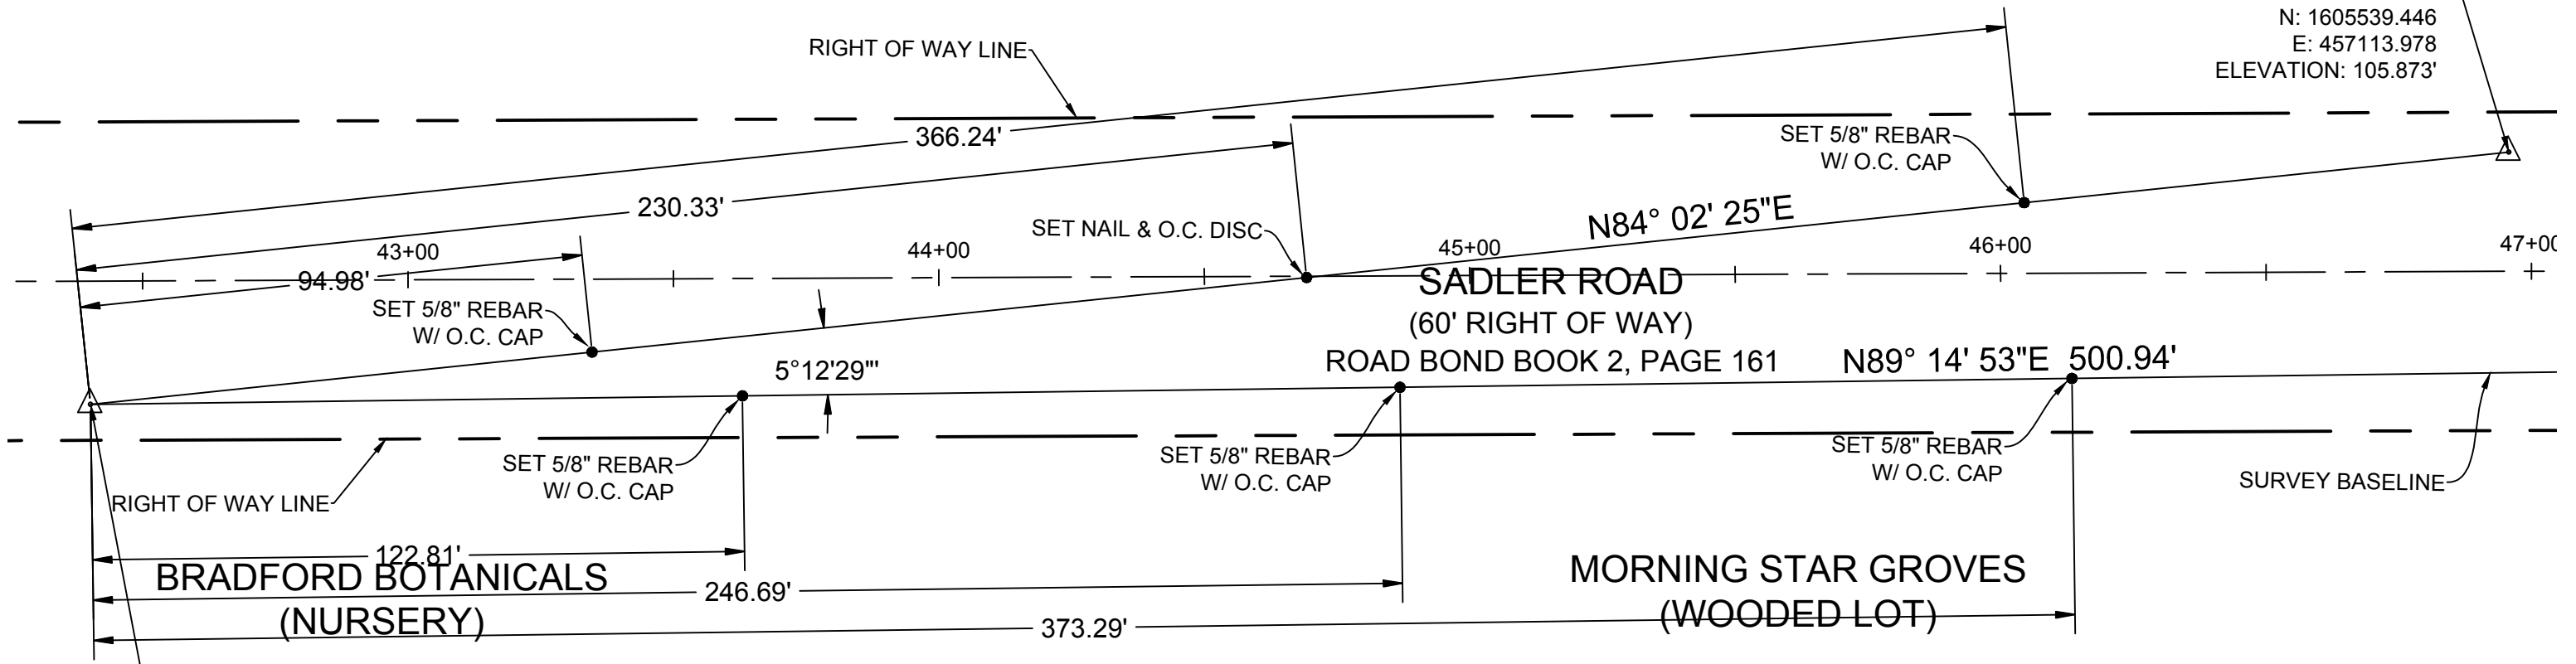 N: 1605539.446
E: 457113.978
ELEVATION: 105.873'
RIGHT OF WAY LINE
366.24'
SET 5/8" REBAR
W/ O.C. CAP
230.33'
SET NAIL & O.C. DISC
N84° 02' 25"E
43+00
44+00
45+00
46+00
47+00
94.98'
SADLER ROAD
(60' RIGHT OF WAY)
ROAD BOND BOOK 2, PAGE 161
SET 5/8" REBAR
W/ O.C. CAP
5°12'29"'
N89° 14' 53"E 500.94'
SET 5/8" REBAR
W/ O.C. CAP
SET 5/8" REBAR
W/ O.C. CAP
SET 5/8" REBAR
W/ O.C. CAP
SURVEY BASELINE
RIGHT OF WAY LINE
122.81'
BRADFORD BOTANICALS
(NURSERY)
246.69'
MORNING STAR GROVES
(WOODED LOT)
373.29'